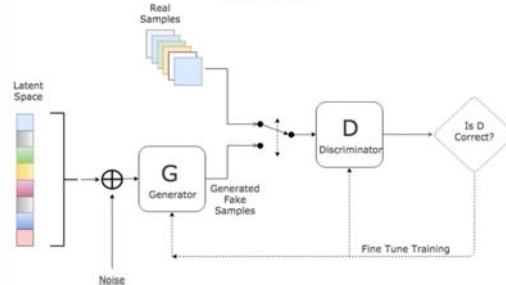 Real
Samples
Latent
Space
G
Generator
D
Discriminator
Is D
Correct?
Generated
Fake
Samples
Fine Tune Training
Noise